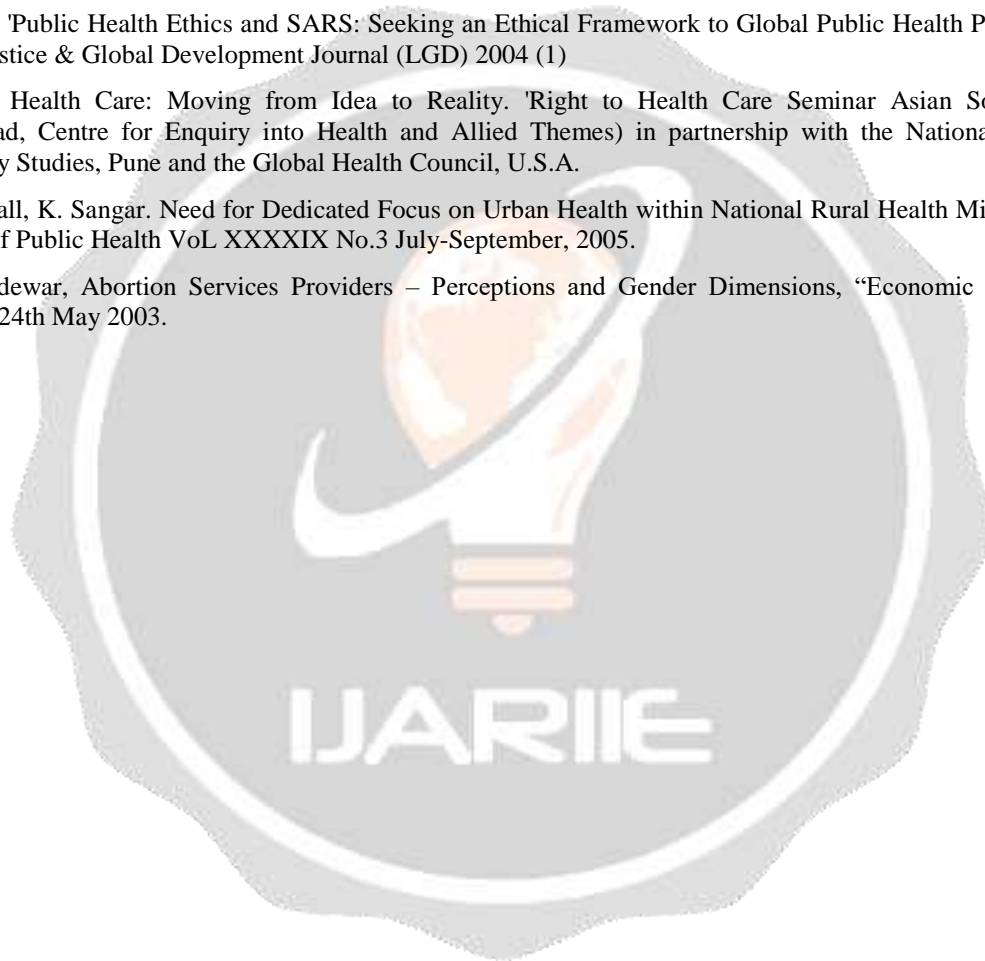 'Public Health Ethics and SARS: Seeking an Ethical Framework to Global Public Health P
stice & Global Development Journal (LGD) 2004 (1)
Health Care: Moving from Idea to Reality. 'Right to Health Care Seminar Asian So
ad, Centre for Enquiry into Health and Allied Themes) in partnership with the National
y Studies, Pune and the Global Health Council, U.S.A.
all, K. Sangar. Need for Dedicated Focus on Urban Health within National Rural Health Mi
f Public Health VoL XXXXIX No.3 July-September, 2005.
dewar, Abortion Services Providers – Perceptions and Gender Dimensions, “Economic
24th May 2003.
IJARIIE